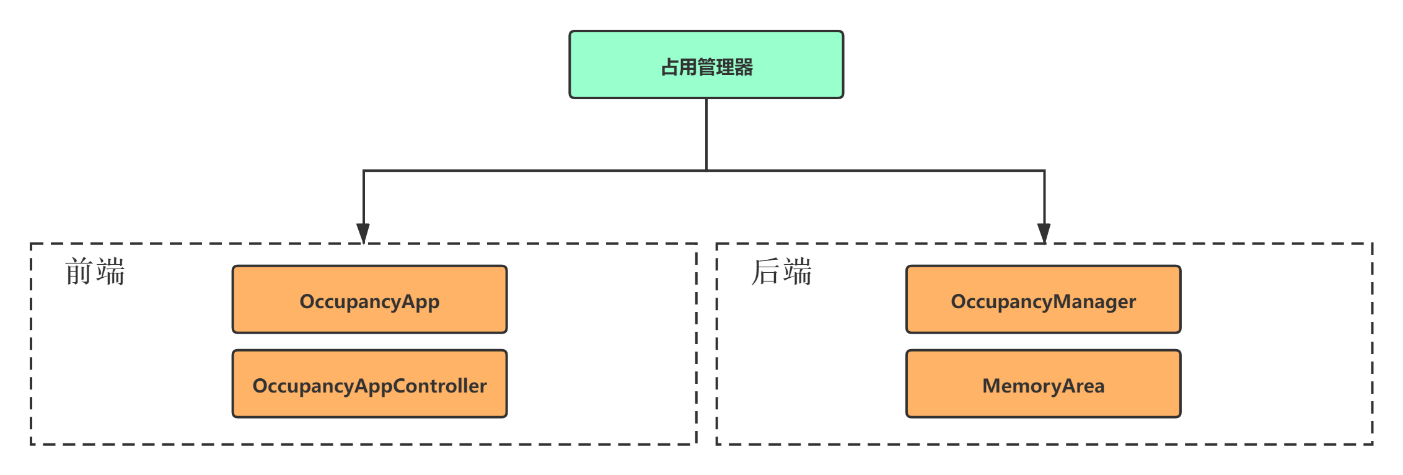 占用管理器
前端
OccupancyApp
OccupancyAppController
后端
OccupancyManager
MemoryArea